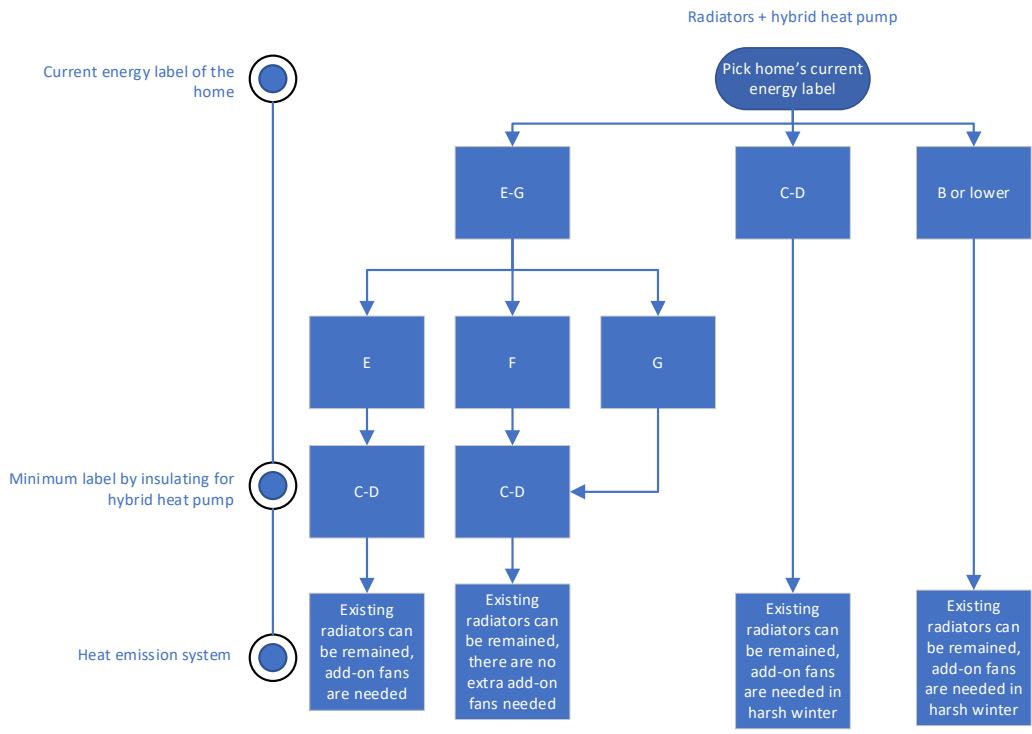 Radiators + hybrid heat pump
Current energy label of the
home
Pick home's current
energy label
E-G
C-D
B or lower
E
F
G
Minimum label by insulating for
hybrid heat pump
C-D
C-D
Heat emission system
Existing
radiators can
be remained,
add-on fans
are needed
Existing
radiators can
be remained,
there are no
extra add-on
fans needed
Existing
radiators can
be remained,
add-on fans
are needed in
harsh winter
Existing
radiators can
be remained,
add-on fans
are needed in
harsh winter